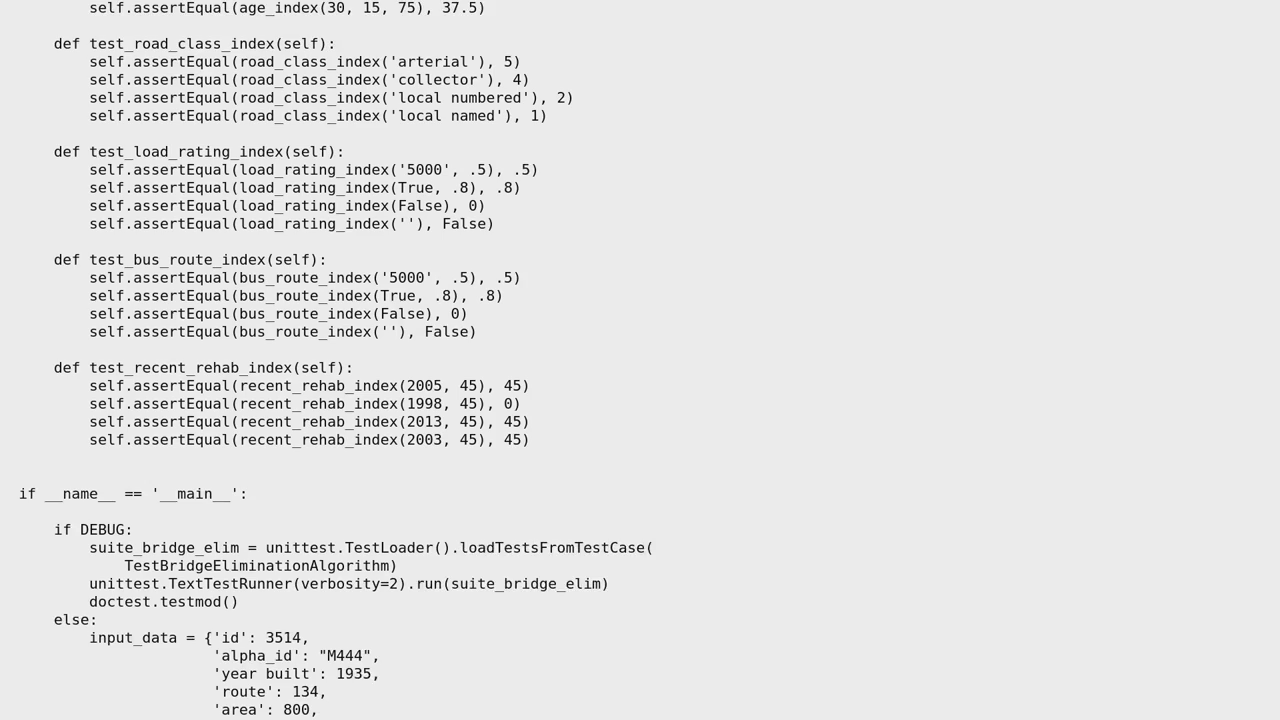 self.assertEqual(age_index(30, 15, 75), 37.5)

    def test_road_class_index(self):
        self.assertEqual(road_class_index('arterial'), 5)
        self.assertEqual(road_class_index('collector'), 4)
        self.assertEqual(road_class_index('local numbered'), 2)
        self.assertEqual(road_class_index('local named'), 1)

    def test_load_rating_index(self):
        self.assertEqual(load_rating_index('5000', .5), .5)
        self.assertEqual(load_rating_index(True, .8), .8)
        self.assertEqual(load_rating_index(False), 0)
        self.assertEqual(load_rating_index(''), False)

    def test_bus_route_index(self):
        self.assertEqual(bus_route_index('5000', .5), .5)
        self.assertEqual(bus_route_index(True, .8), .8)
        self.assertEqual(bus_route_index(False), 0)
        self.assertEqual(bus_route_index(''), False)

    def test_recent_rehab_index(self):
        self.assertEqual(recent_rehab_index(2005, 45), 45)
        self.assertEqual(recent_rehab_index(1998, 45), 0)
        self.assertEqual(recent_rehab_index(2013, 45), 45)
        self.assertEqual(recent_rehab_index(2003, 45), 45)


if __name__ == '__main__':

    if DEBUG:
        suite_bridge_elim = unittest.TestLoader().loadTestsFromTestCase(
            TestBridgeEliminationAlgorithm)
        unittest.TextTestRunner(verbosity=2).run(suite_bridge_elim)
        doctest.testmod()
    else:
        input_data = {'id': 3514,
                      'alpha_id': "M444",
                      'year built': 1935,
                      'route': 134,
                      'area': 800,